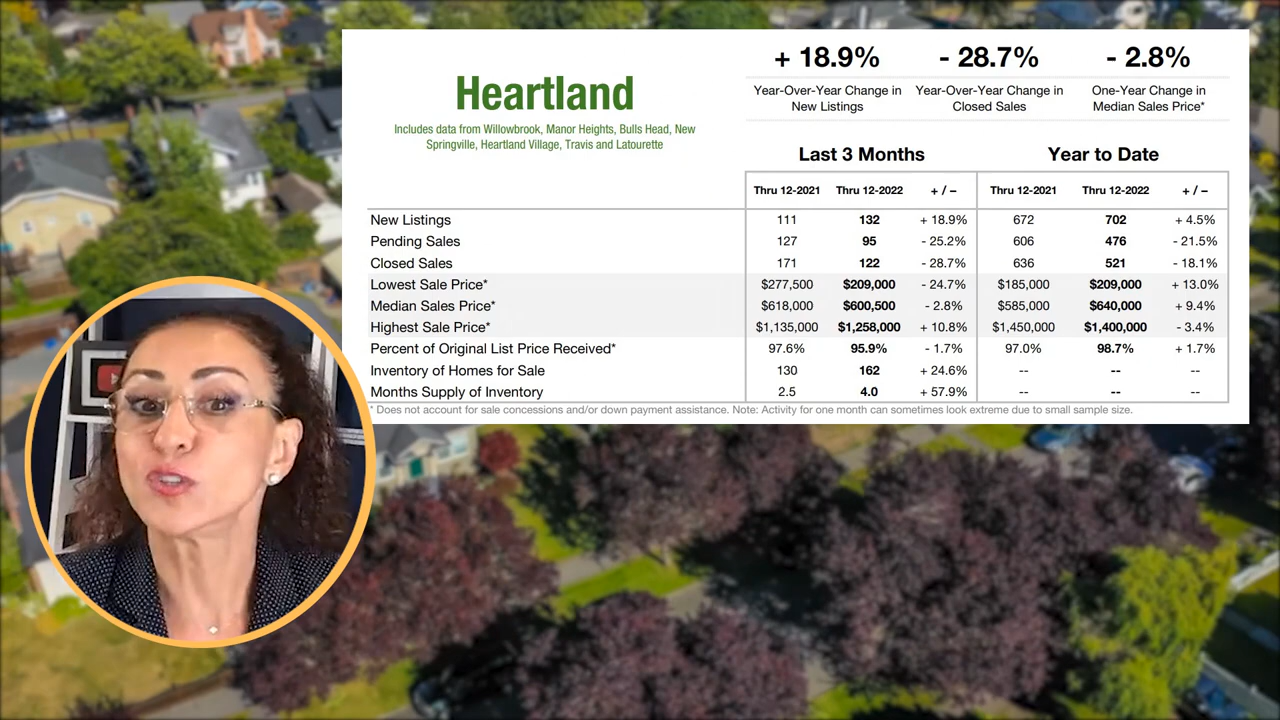 Heartland
Includes data from Willowbrook, Manor Heights, Bulls Head, New
Springville, Heartland Village, Travis and Latourette
+ 18.9% - 28.7% - 2.8%
Year-Over-Year Change in Year-Over-Year Change in One-Year Change in
New Listings Closed Sales Median Sales Price*
Last 3 Months Year to Date
Thru 12-2021 Thru 12-2022 + / – Thru 12-2021 Thru 12-2022 + / –
New Listings 111 132 + 18.9% 672 702 + 4.5%
Pending Sales 127 95 - 25.2% 606 476 - 21.5%
Closed Sales 171 122 - 28.7% 636 521 - 18.1%
Lowest Sale Price* $277,500 $209,000 - 24.7% $185,000 $209,000 + 13.0%
Median Sales Price* $618,000 $600,500 - 2.8% $585,000 $640,000 + 9.4%
Highest Sale Price* $1,135,000 $1,258,000 + 10.8% $1,450,000 $1,400,000 - 3.4%
Percent of Original List Price Received* 97.6% 95.9% - 1.7% 97.0% 98.7% + 1.7%
Inventory of Homes for Sale 130 162 + 24.6% -- -- --
Months Supply of Inventory 2.5 4.0 + 57.9% -- -- --
* Does not account for sale concessions and/or down payment assistance. Note: Activity for one month can sometimes look extreme due to small sample size.